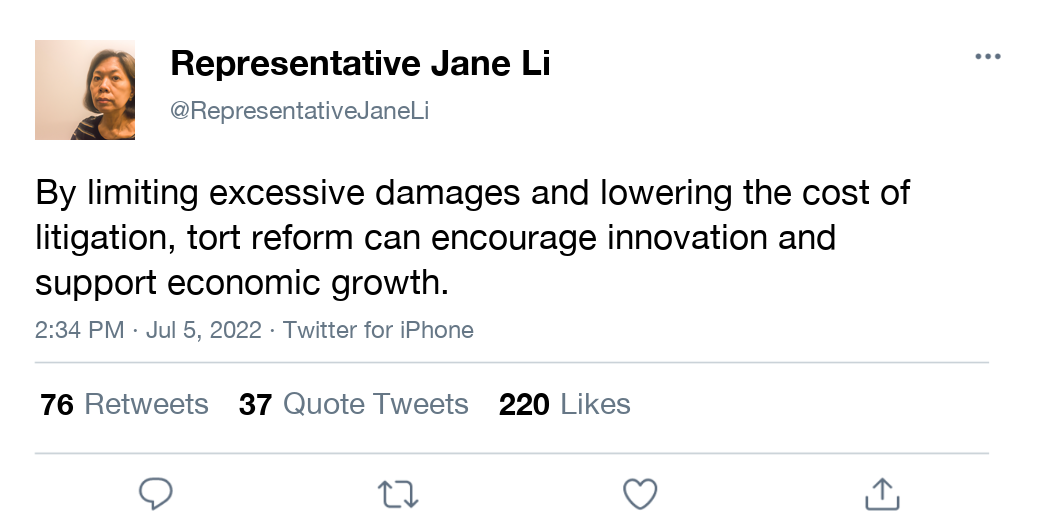 Representative Jane Li
@RepresentativeJaneLi
By limiting excessive damages and lowering the cost of
litigation, tort reform can encourage innovation and
support economic growth.
2:34 PM · Jul 5, 2022 · Twitter for iPhone
76 Retweets 37 Quote Tweets 220 Likes